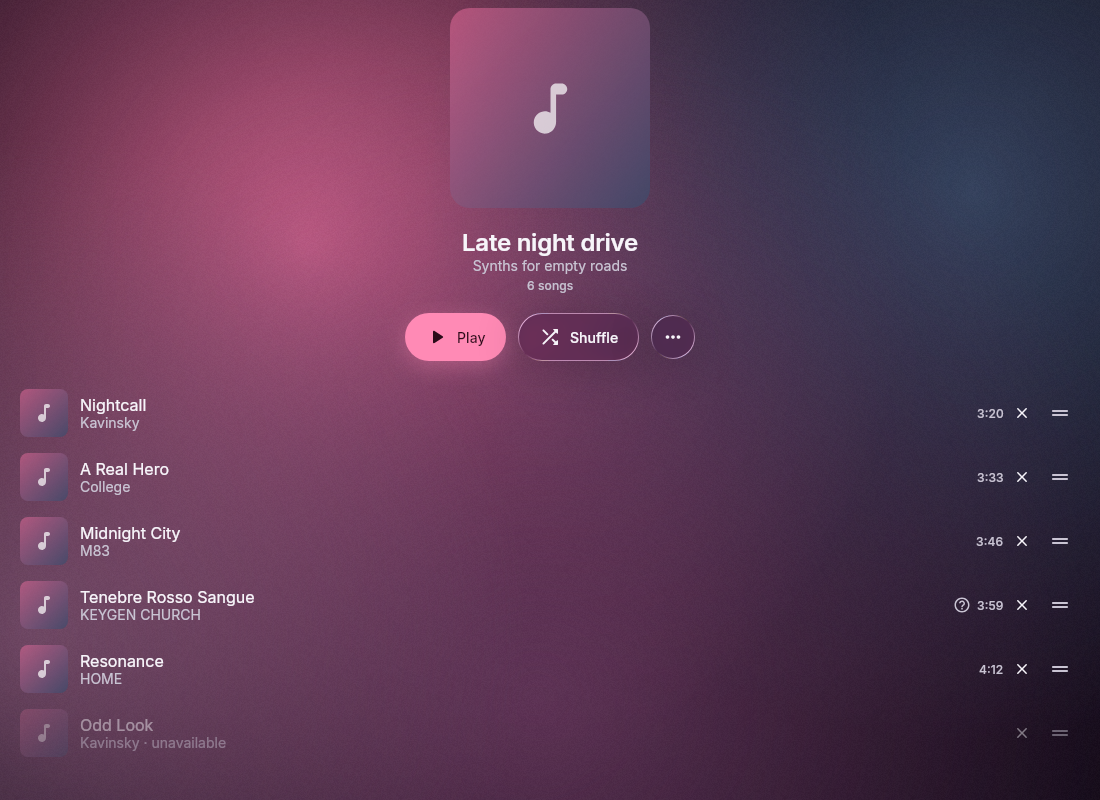 Late night drive
Synths for empty roads
6 songs
Play
Shuffle
Nightcall
Kavinsky
3:20
A Real Hero
College
3:33
Midnight City
M83
3:46
Tenebre Rosso Sangue
KEYGEN CHURCH
3:59
Resonance
HOME
4:12
Odd Look
Kavinsky · unavailable